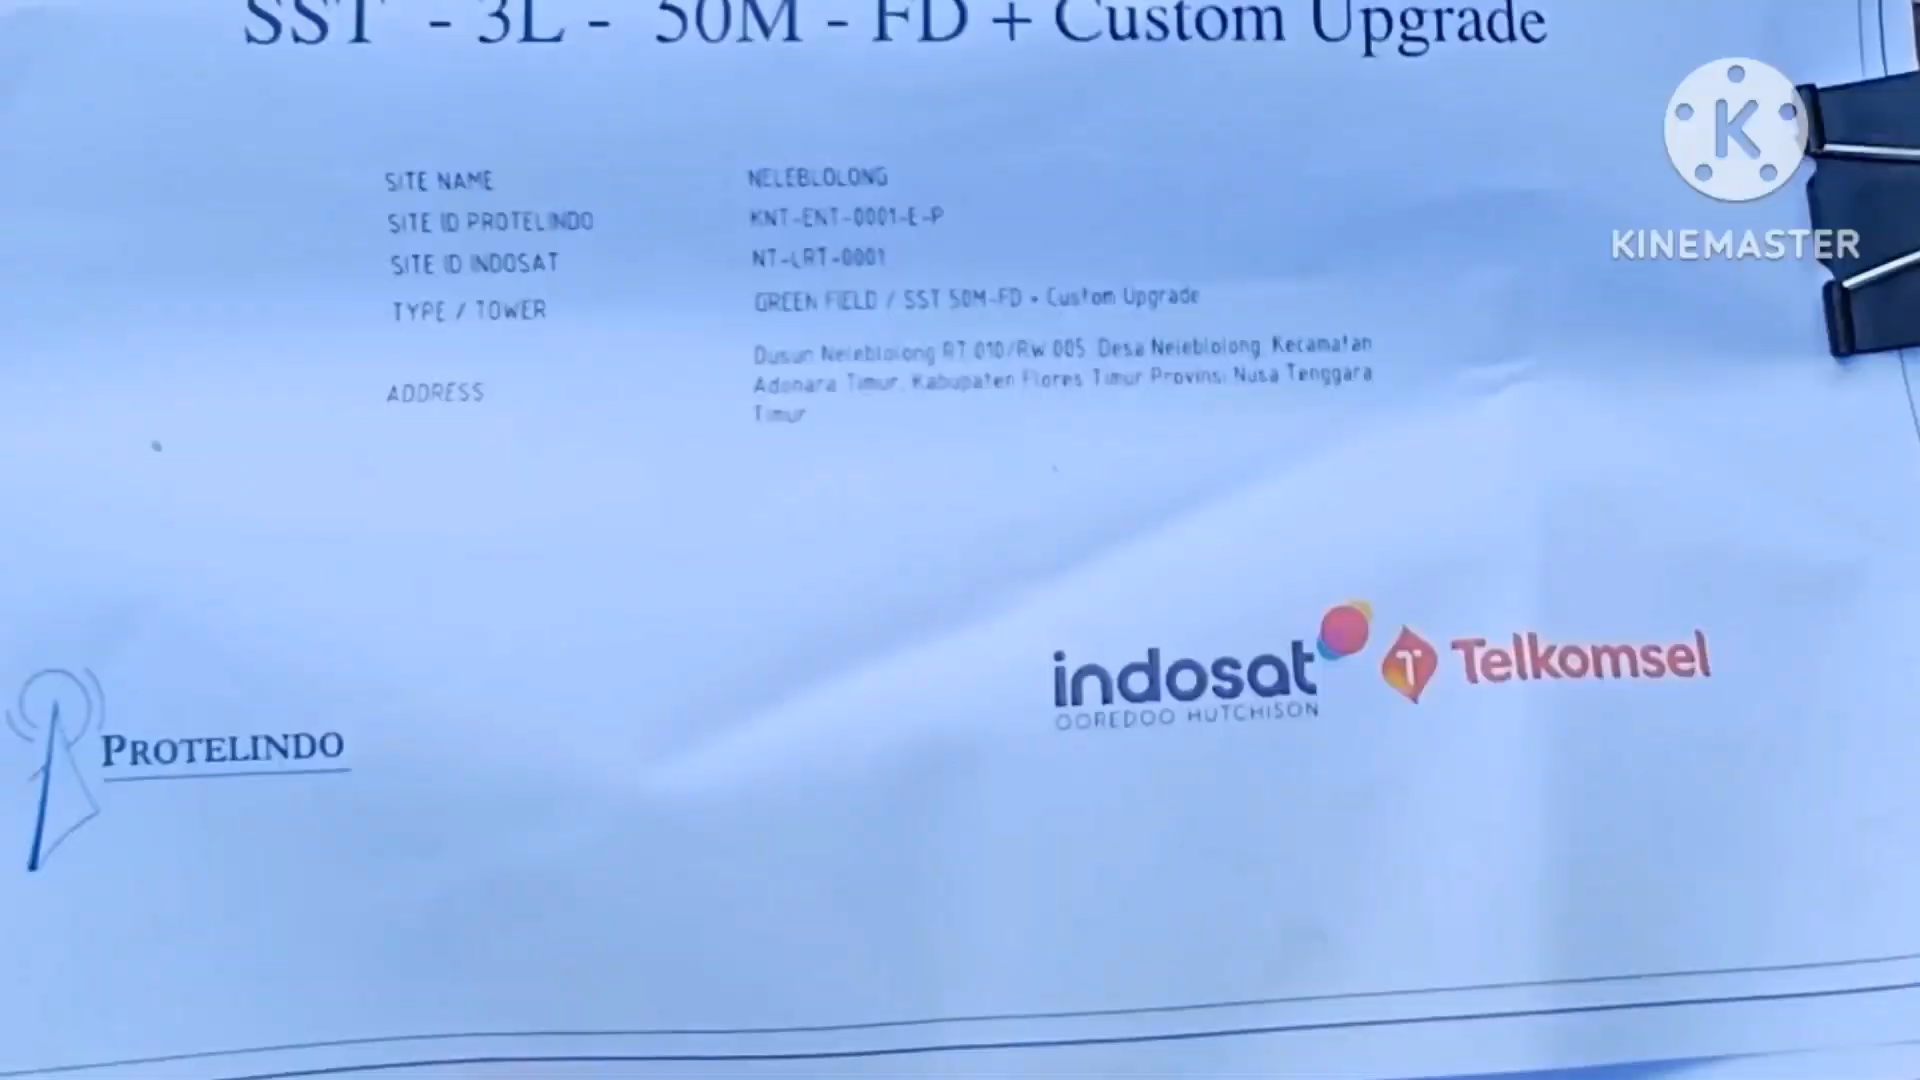 SST - 3L - 50M - FD + Custom Upgrade
K
KINEMASTER
SITE NAME NELEBLOLONG
SITE ID PROTELINDO KNT-ENT-0001-E-P
SITE ID INDOSAT NT-LRT-0001
TYPE / TOWER GREEN FIELD / SST 50M-FD + Custom Upgrade
ADDRESS Dusun Neleblolong RT 010/RW 005 Desa Neleblolong, Kecamatan
Adonara Timur, Kabupaten Flores Timur Provinsi Nusa Tenggara
Timur
indosat
OOREDOO HUTCHISON
T Telkomsel
PROTELINDO